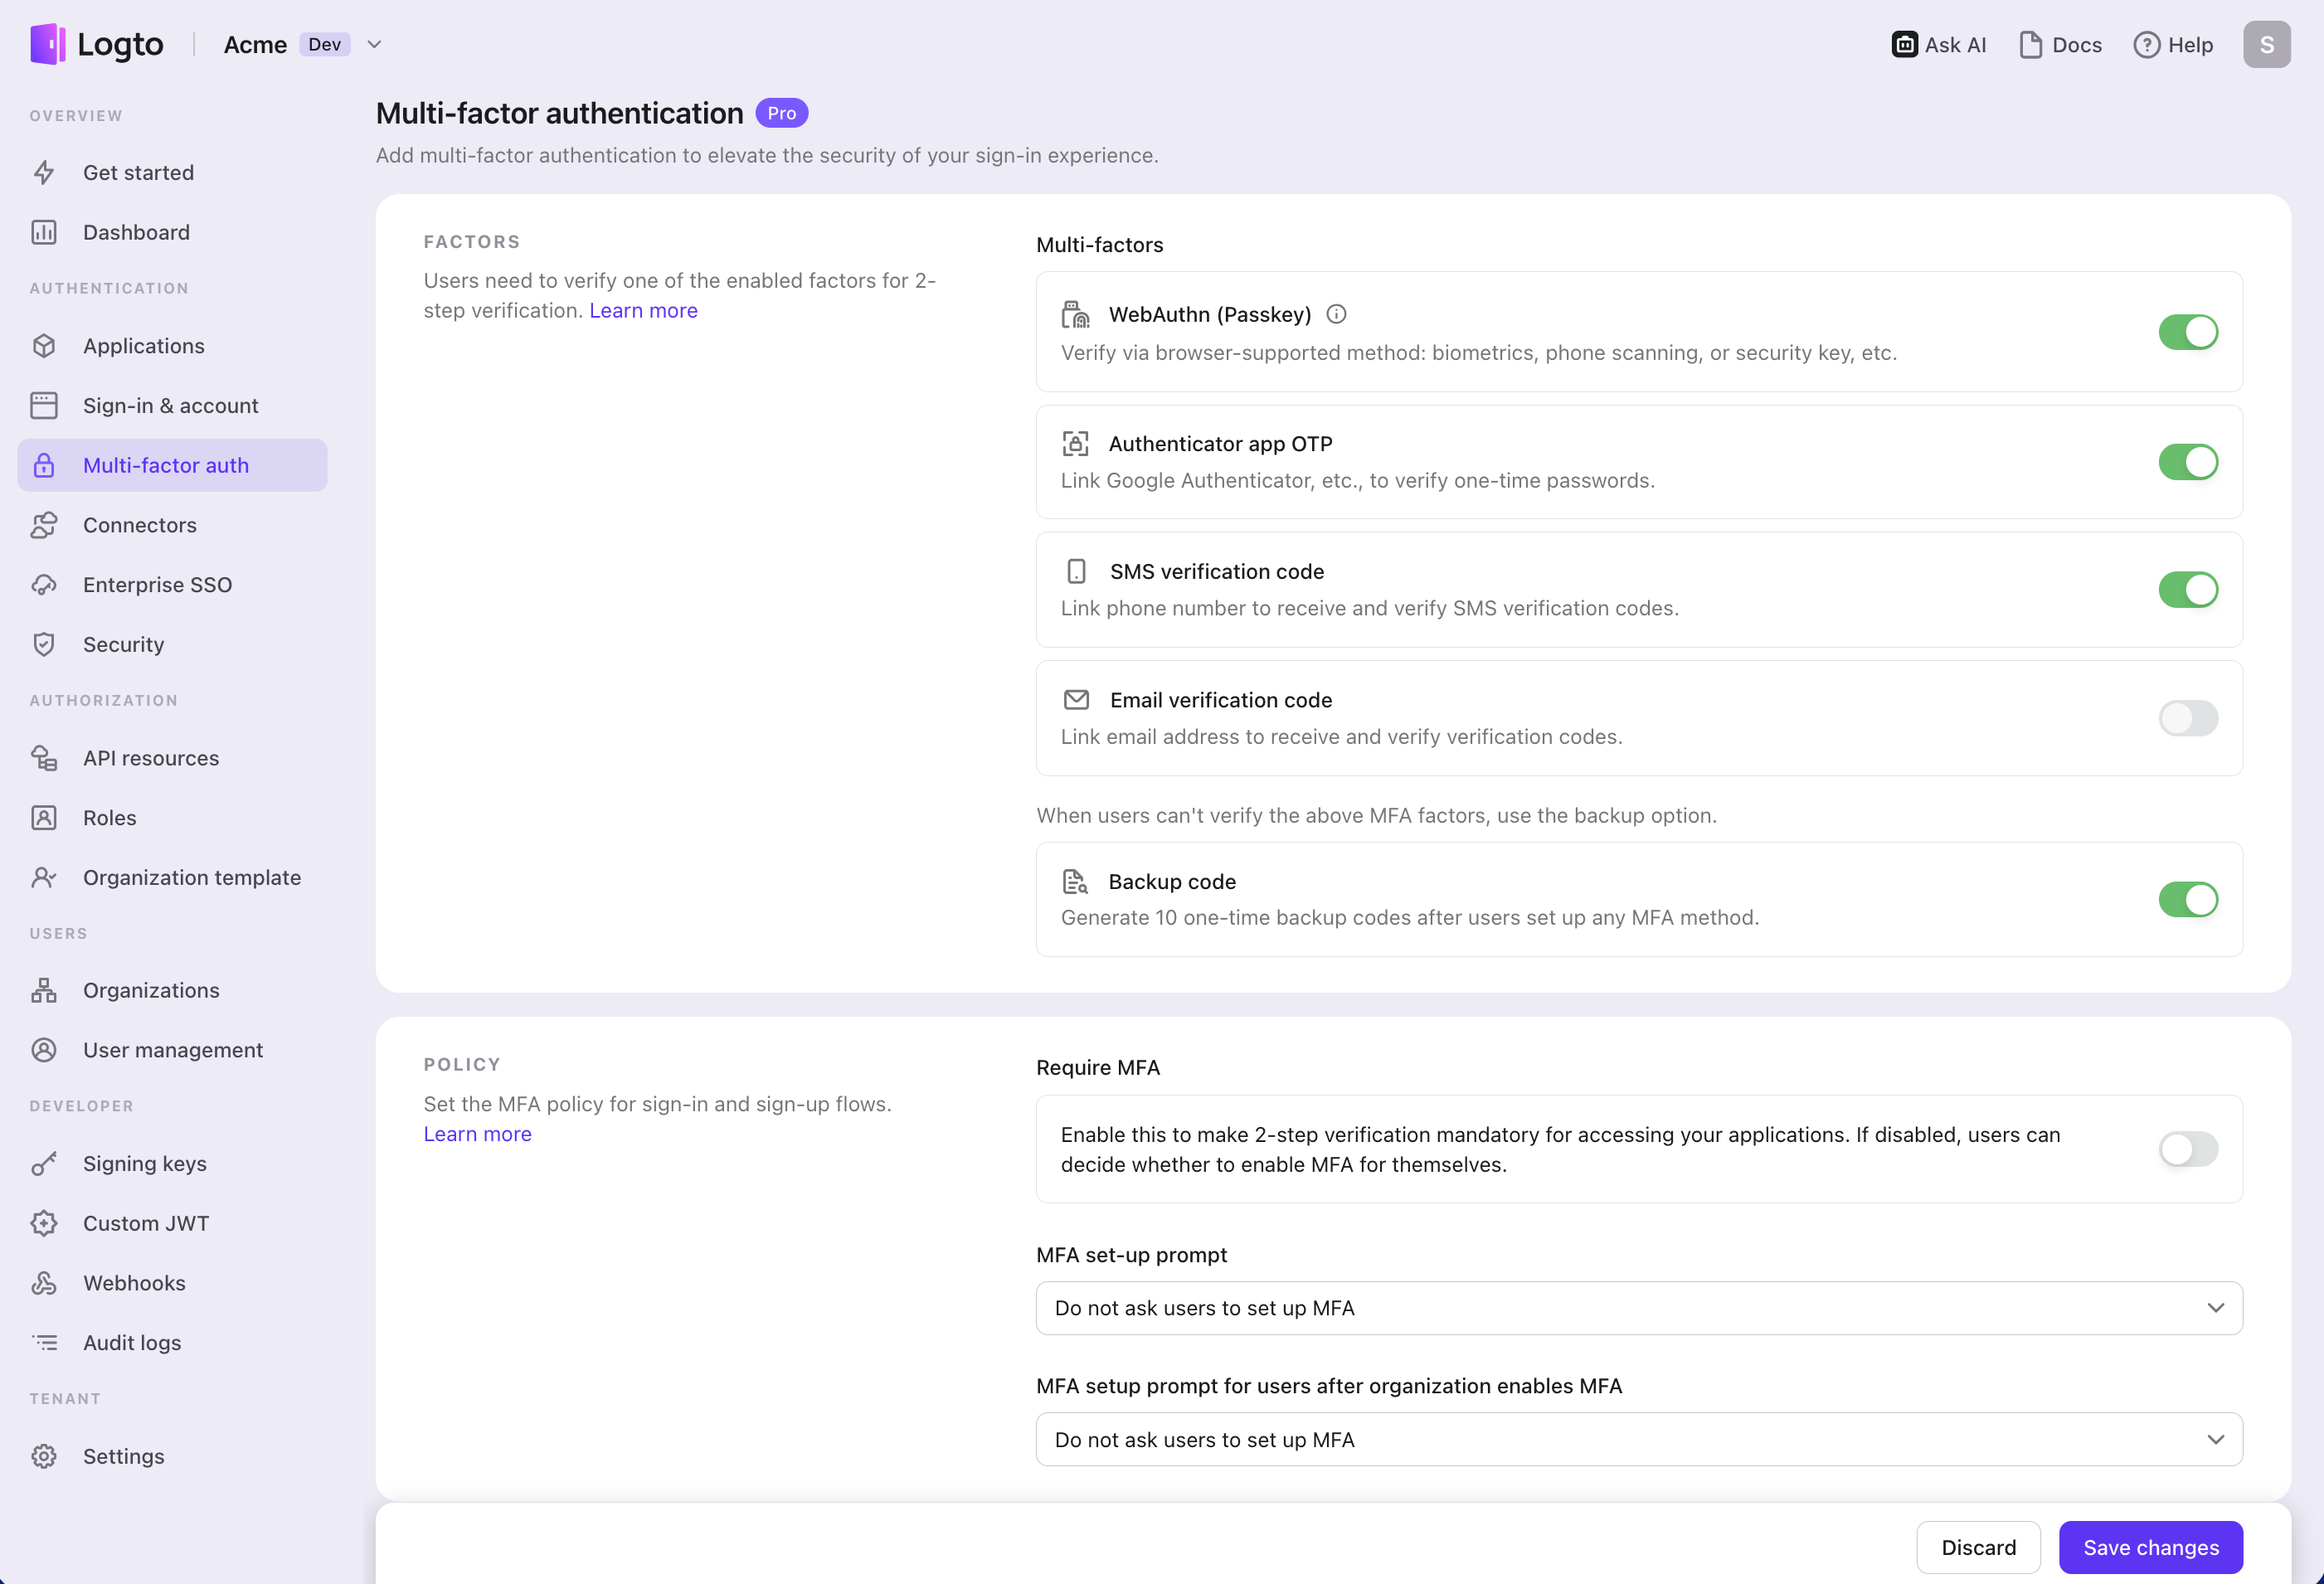 Logto
Acme Dev
Ask AI
Docs
Help
S
OVERVIEW
Get started
Dashboard
AUTHENTICATION
Applications
Sign-in & account
Multi-factor auth
Connectors
Enterprise SSO
Security
AUTHORIZATION
API resources
Roles
Organization template
USERS
Organizations
User management
DEVELOPER
Signing keys
Custom JWT
Webhooks
Audit logs
TENANT
Settings
Multi-factor authentication Pro
Add multi-factor authentication to elevate the security of your sign-in experience.
FACTORS
Users need to verify one of the enabled factors for 2-
step verification. Learn more
Multi-factors
WebAuthn (Passkey)
Verify via browser-supported method: biometrics, phone scanning, or security key, etc.
Authenticator app OTP
Link Google Authenticator, etc., to verify one-time passwords.
SMS verification code
Link phone number to receive and verify SMS verification codes.
Email verification code
Link email address to receive and verify verification codes.
When users can't verify the above MFA factors, use the backup option.
Backup code
Generate 10 one-time backup codes after users set up any MFA method.
POLICY
Set the MFA policy for sign-in and sign-up flows.
Learn more
Require MFA
Enable this to make 2-step verification mandatory for accessing your applications. If disabled, users can
decide whether to enable MFA for themselves.
MFA set-up prompt
Do not ask users to set up MFA
MFA setup prompt for users after organization enables MFA
Do not ask users to set up MFA
Discard
Save changes